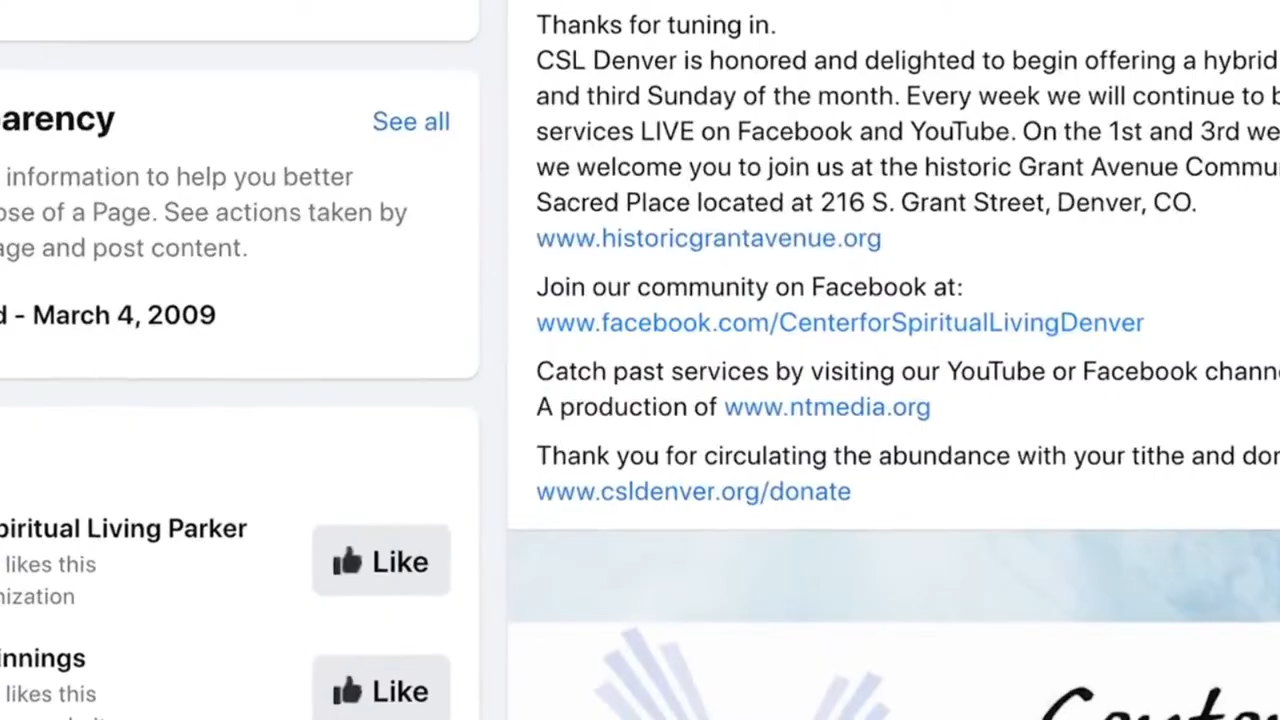 arency
See all
information to help you better
ose of a Page. See actions taken by
age and post content.
d - March 4, 2009
piritual Living Parker
likes this
nization
Like
innings
likes this
Like
Thanks for tuning in.
CSL Denver is honored and delighted to begin offering a hybrid
and third Sunday of the month. Every week we will continue to b
services LIVE on Facebook and YouTube. On the 1st and 3rd we
we welcome you to join us at the historic Grant Avenue Commu
Sacred Place located at 216 S. Grant Street, Denver, CO.
www.historicgrantavenue.org
Join our community on Facebook at:
www.facebook.com/CenterforSpiritualLivingDenver
Catch past services by visiting our YouTube or Facebook chann
A production of www.ntmedia.org
Thank you for circulating the abundance with your tithe and don
www.csldenver.org/donate